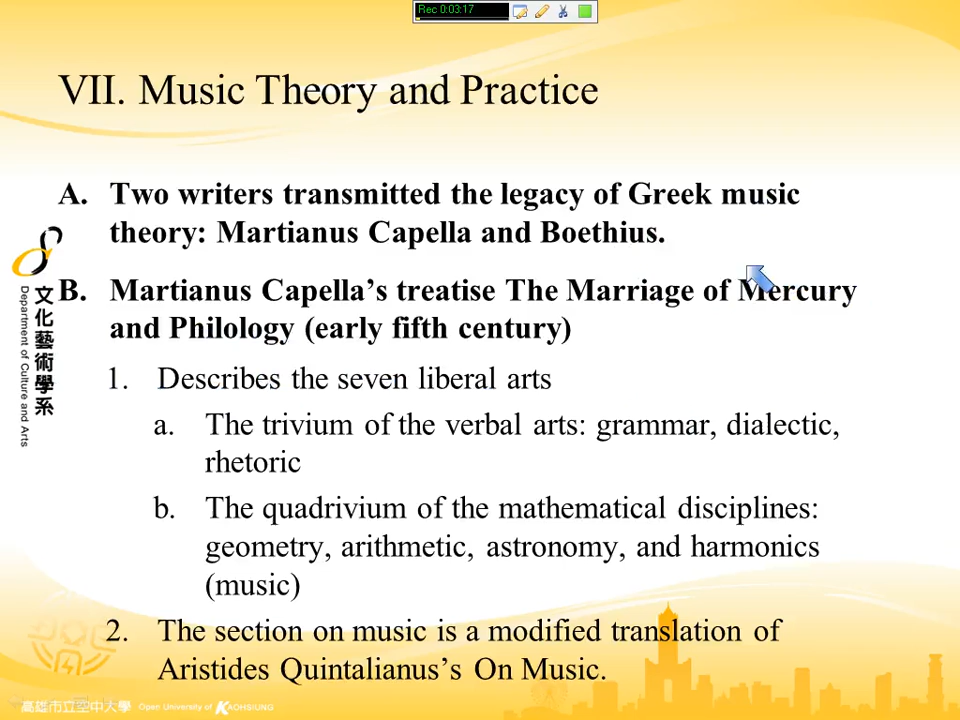 Rec 0:03:17
VII. Music Theory and Practice
A. Two writers transmitted the legacy of Greek music
theory: Martianus Capella and Boethius.
B. Martianus Capella's treatise The Marriage of Mercury
and Philology (early fifth century)
1. Describes the seven liberal arts
a. The trivium of the verbal arts: grammar, dialectic,
rhetoric
b. The quadrivium of the mathematical disciplines:
geometry, arithmetic, astronomy, and harmonics
(music)
2. The section on music is a modified translation of
Aristides Quintalianus's On Music.
文化藝術學系
Department of Culture and Arts
高雄市立空中大學 Open University of KAOHSIUNG